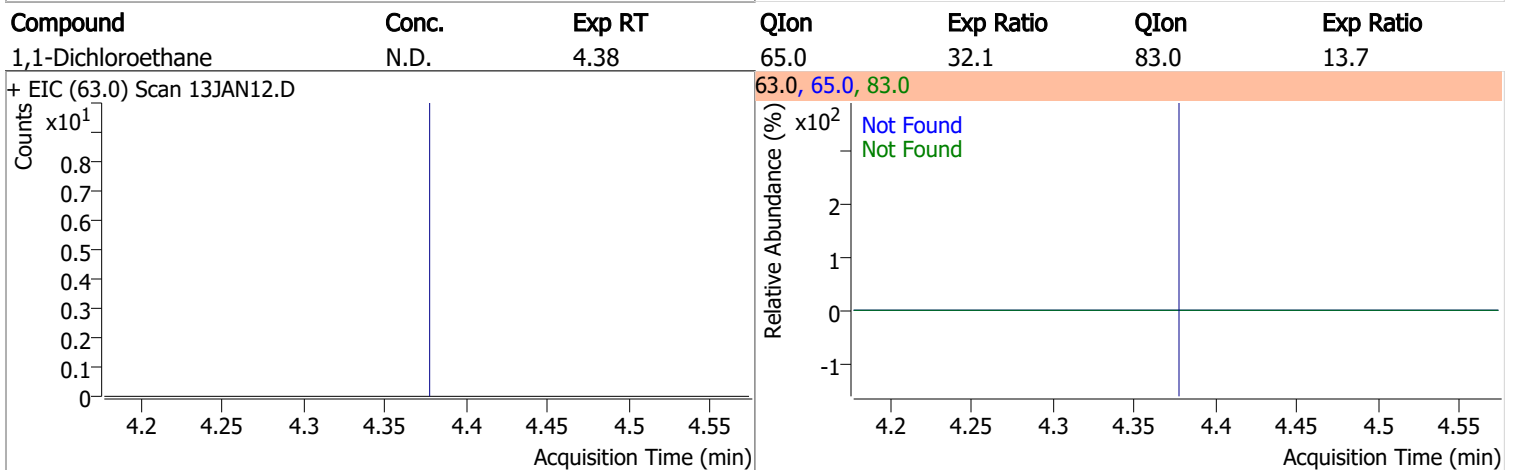 Compound Conc. Exp RT QIon Exp Ratio QIon Exp Ratio
1,1-Dichloroethane N.D. 4.38 65.0 32.1 83.0 13.7
+ EIC (63.0) Scan 13JAN12.D
Counts
x10¹
0.8
0.7
0.6
0.5
0.4
0.3
0.2
0.1
0
4.2 4.25 4.3 4.35 4.4 4.45 4.5 4.55
Acquisition Time (min)
63.0, 65.0, 83.0
Relative Abundance (%)
x10²
Not Found
Not Found
2
1
0
-1
4.2 4.25 4.3 4.35 4.4 4.45 4.5 4.55
Acquisition Time (min)